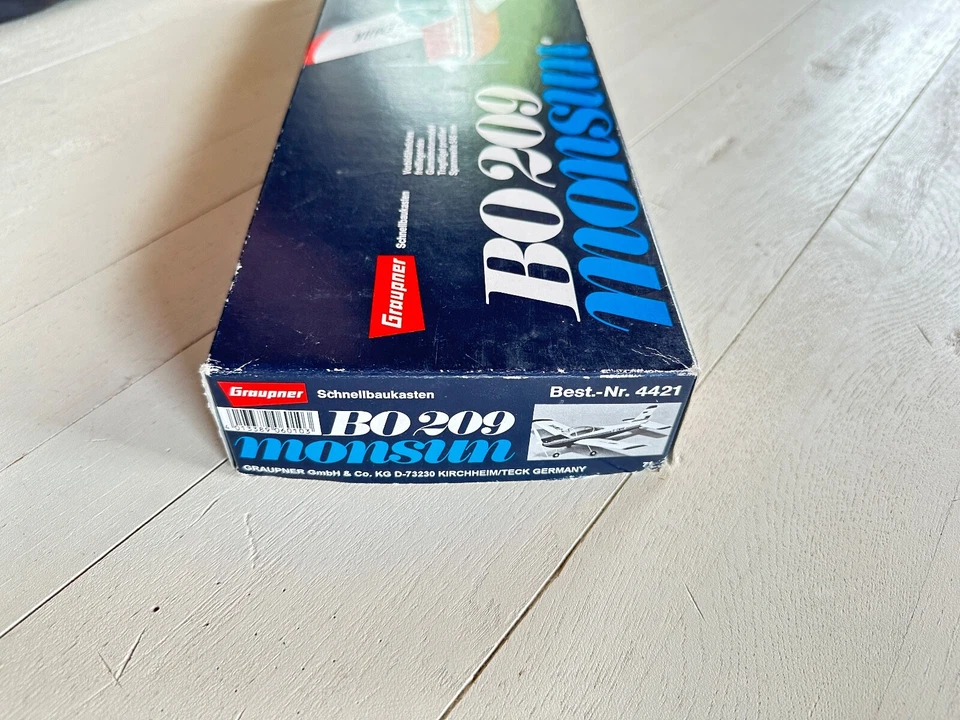 BO 209
monsun
Graupner
Schnellbaukasten
Graupner
Schnellbaukasten
Best.-Nr. 4421
BO 209
monsun
GRAUPNER GmbH & Co. KG D-73230 KIRCHHEIM/TECK GERMANY